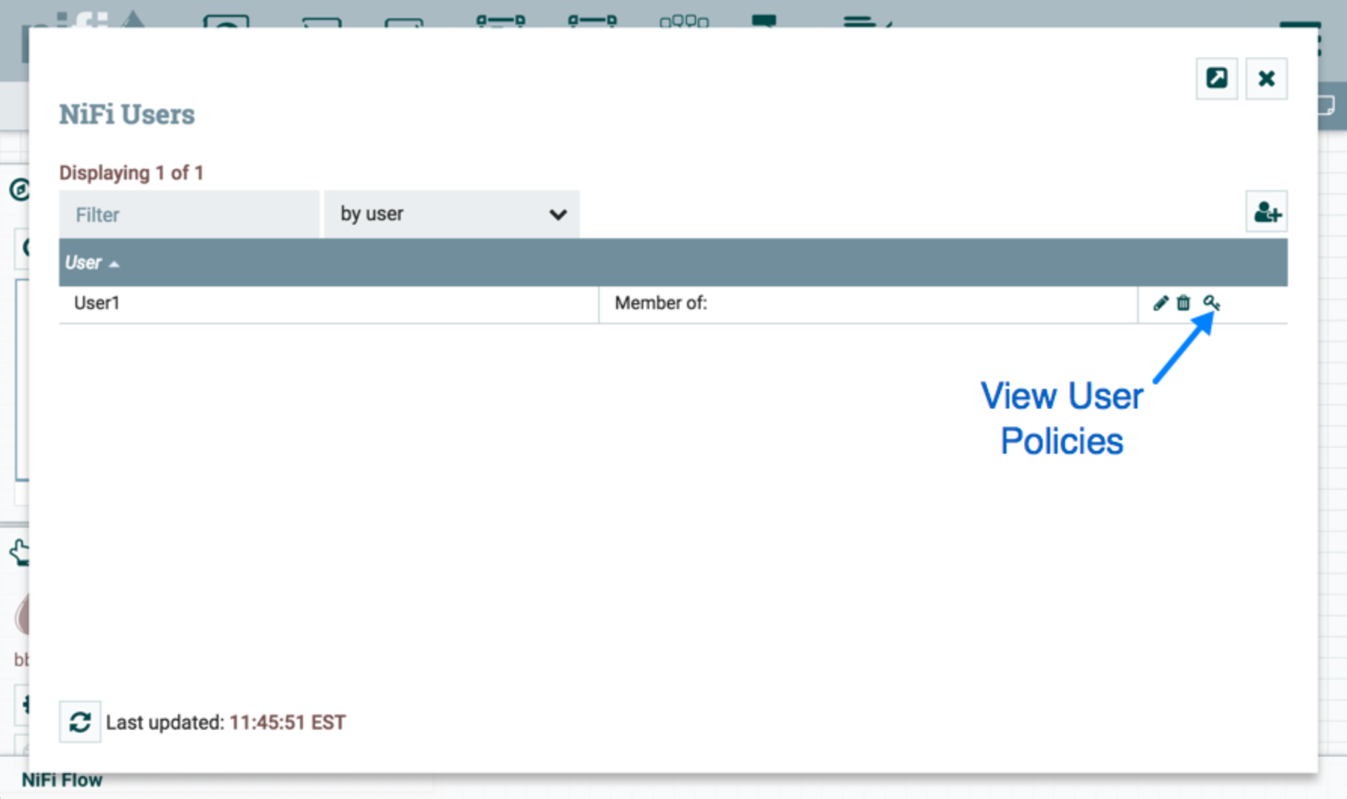 nifi
NiFi Users
Displaying 1 of 1
Filter
by user
User
User1
Member of:
View User
Policies
Last updated: 11:45:51 EST
NiFi Flow